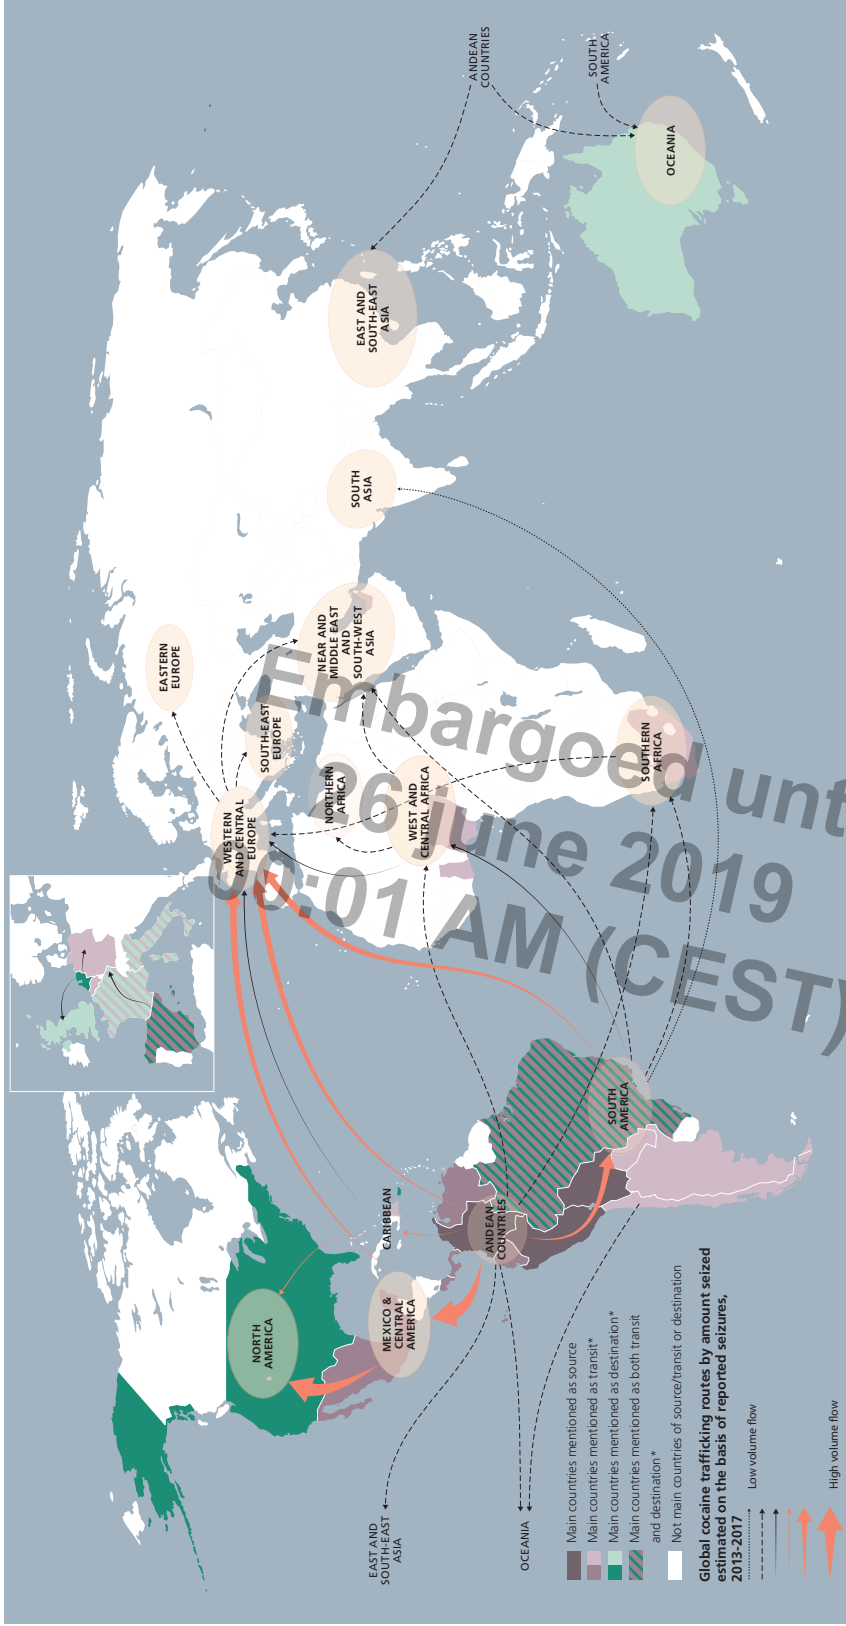 ANDEAN
COUNTRIES
SOUTH
AMERICA
OCEANIA
EAST AND
SOUTH-EAST
ASIA
SOUTH
ASIA
EASTERN
EUROPE
NEAR AND
MIDDLE EAST
AND
SOUTH-WEST
ASIA
SOUTH-EAST
EUROPE
WESTERN
AND CENTRAL
EUROPE
NORTHERN
AFRICA
WEST AND
CENTRAL AFRICA
SOUTHERN
AFRICA
NORTH
AMERICA
CARIBBEAN
MEXICO &
CENTRAL
AMERICA
ANDEAN
COUNTRIES
SOUTH
AMERICA
EAST AND
SOUTH-EAST
ASIA
OCEANIA
Main countries mentioned as source
Main countries mentioned as transit*
Main countries mentioned as destination*
Main countries mentioned as both transit
and destination*
Not main countries of source/transit or destination
Global cocaine trafficking routes by amount seized
estimated on the basis of reported seizures,
2013-2017
Low volume flow
High volume flow
Embargoed unt
26 june 2019
00:01 AM (CEST)